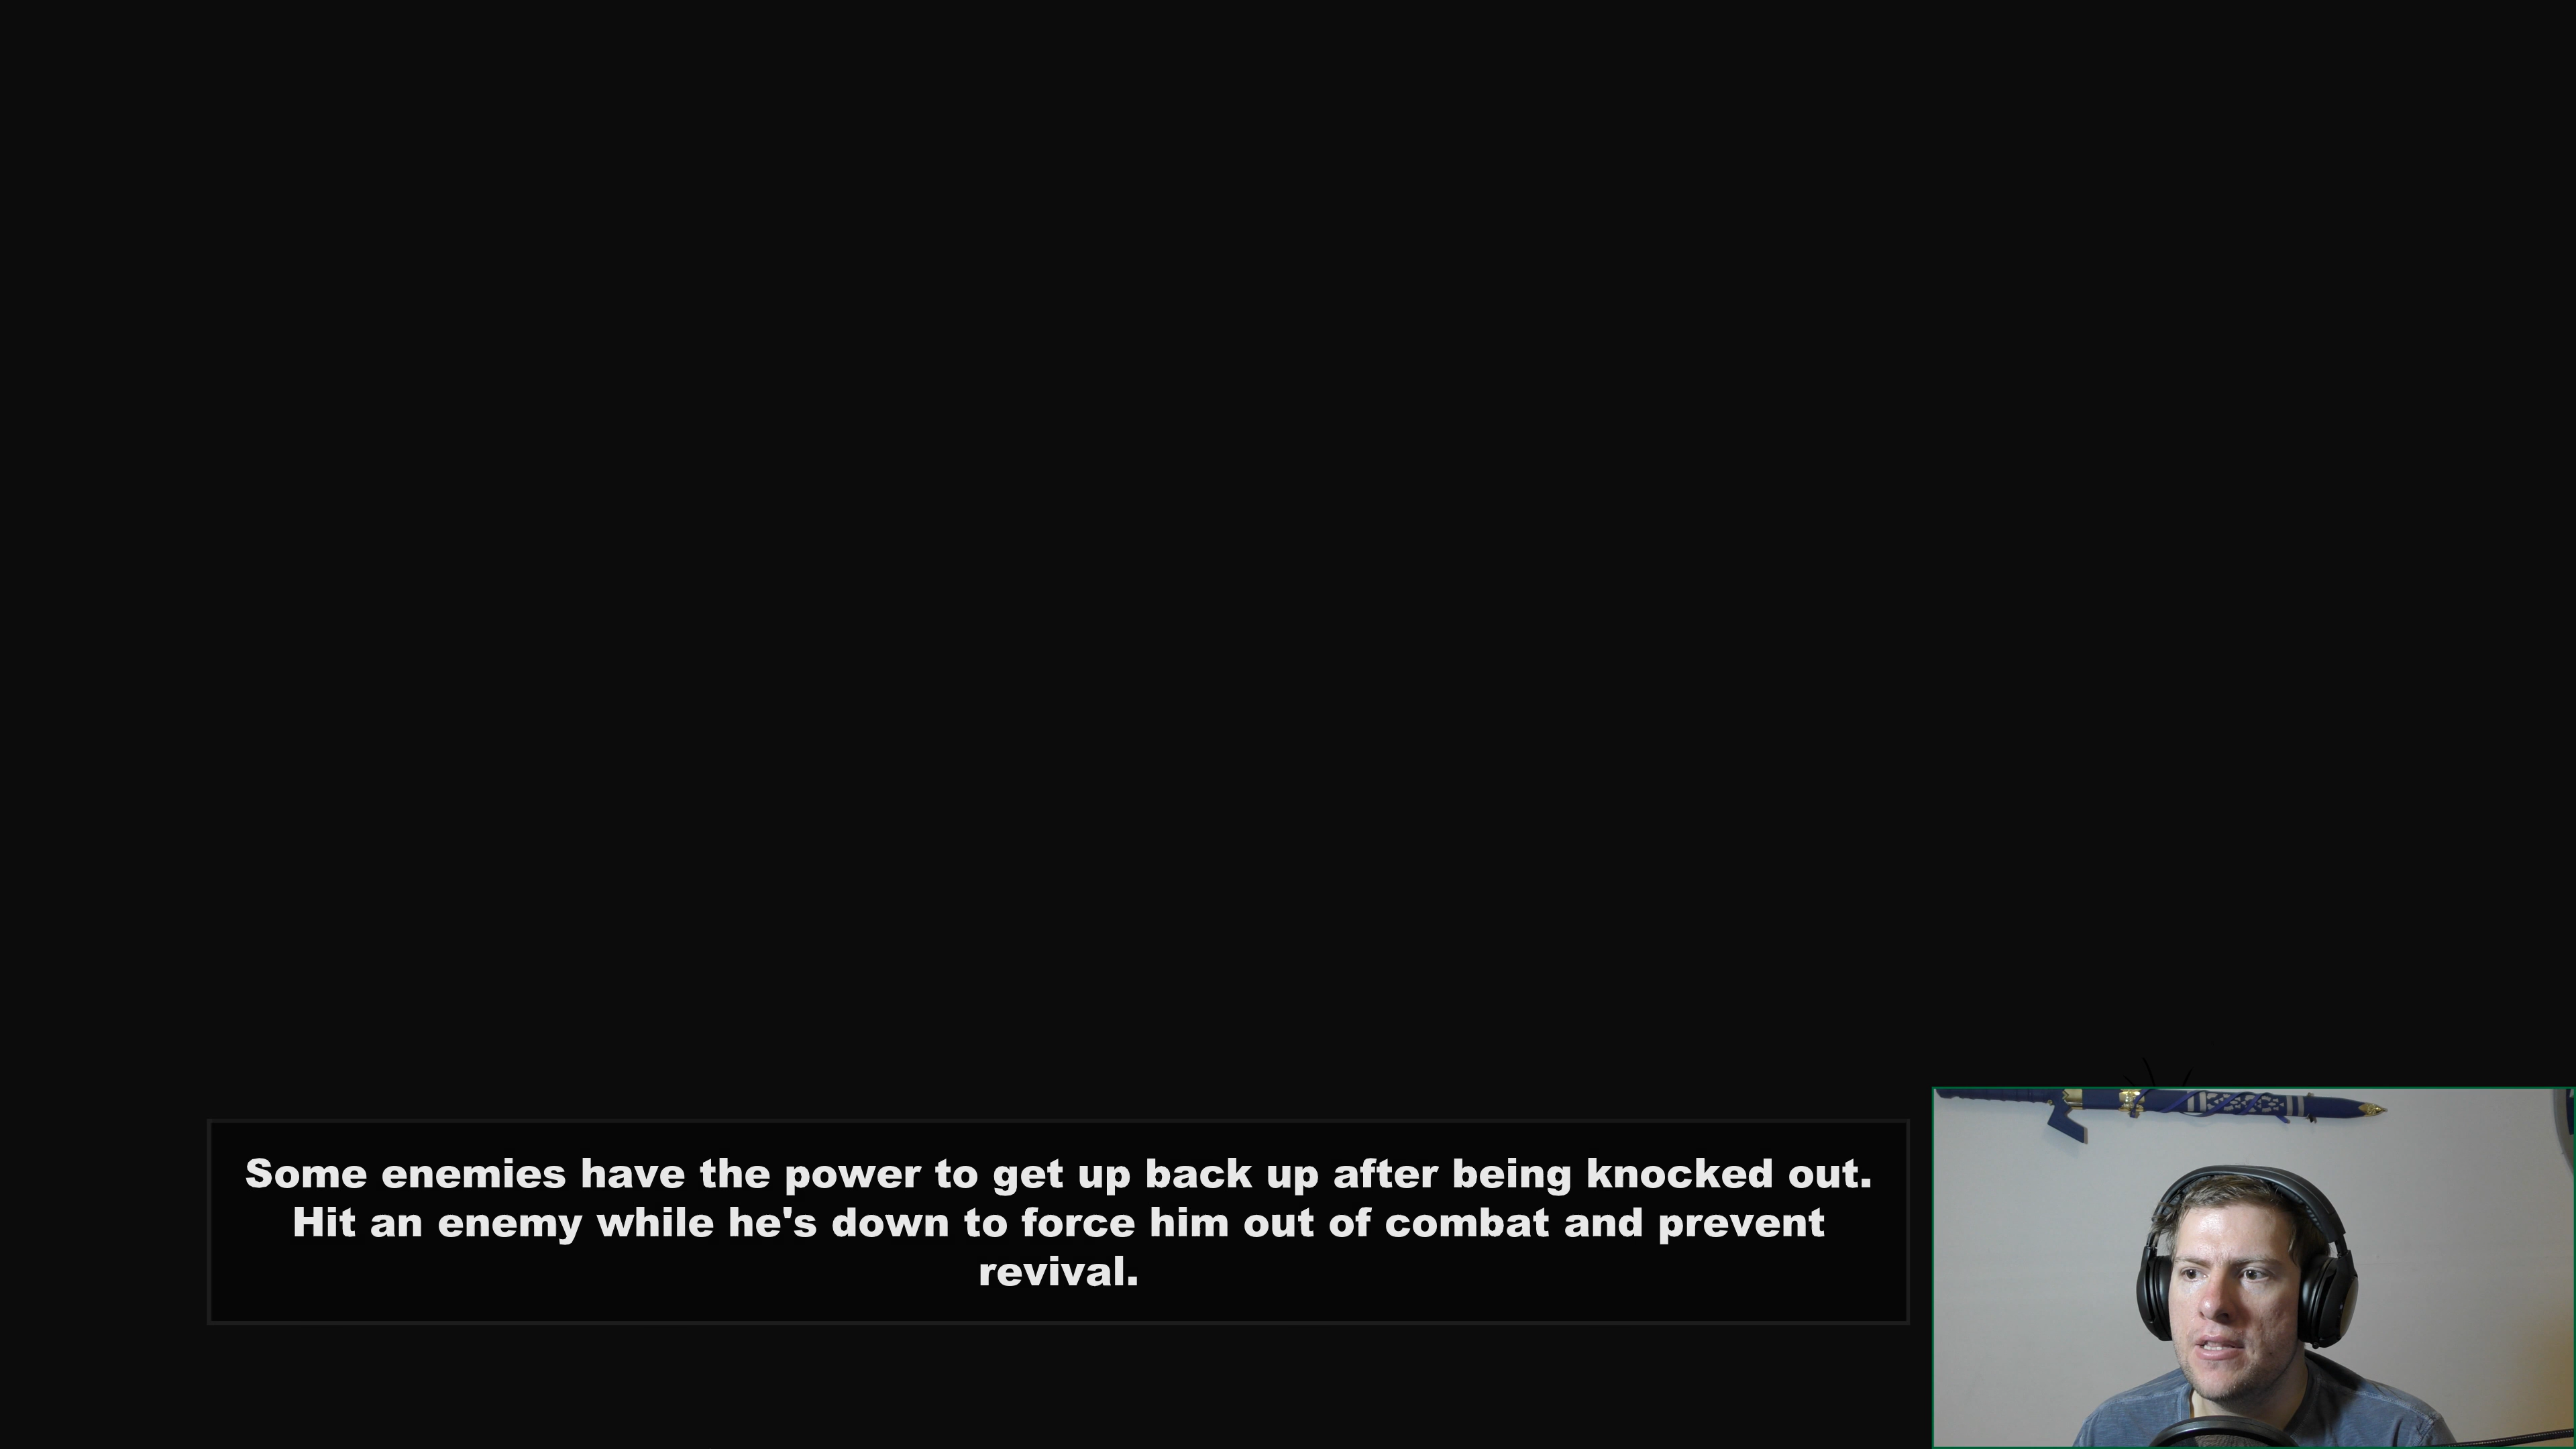 Some enemies have the power to get up back up after being knocked out.
Hit an enemy while he's down to force him out of combat and prevent
revival.